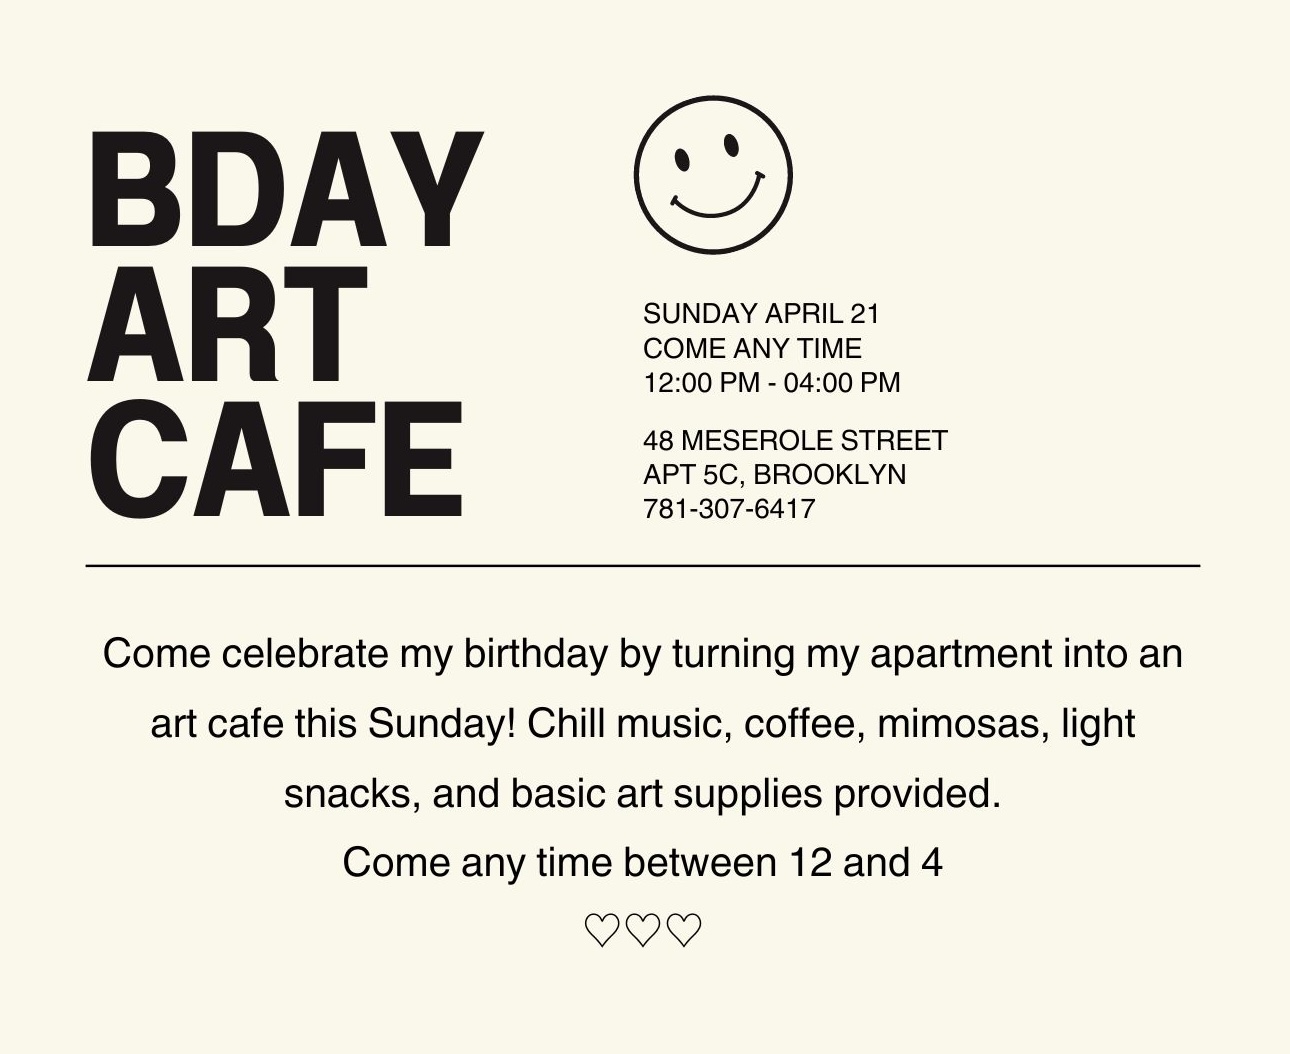 BDAY
ART
CAFE
SUNDAY APRIL 21
COME ANY TIME
12:00 PM - 04:00 PM
48 MESEROLE STREET
APT 5C, BROOKLYN
781-307-6417
Come celebrate my birthday by turning my apartment into an
art cafe this Sunday! Chill music, coffee, mimosas, light
snacks, and basic art supplies provided.
Come any time between 12 and 4
♡♡♡